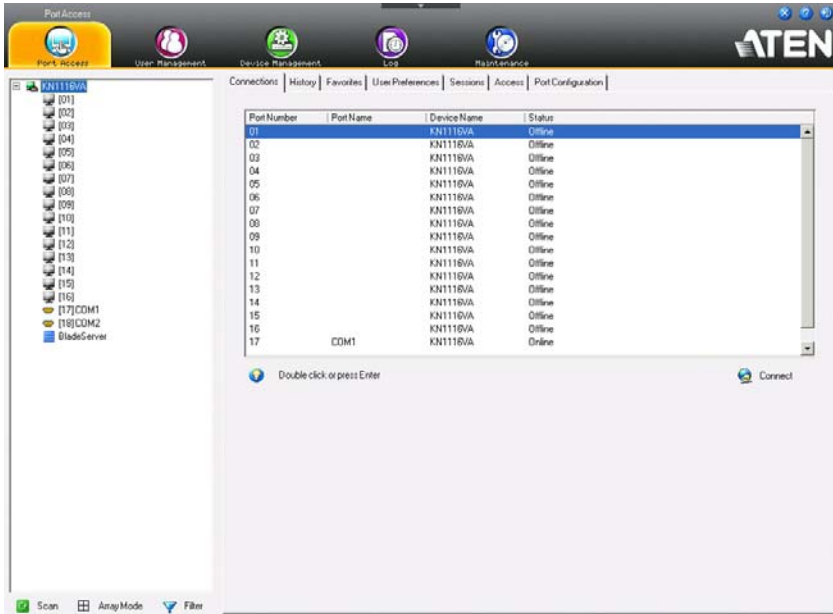 Port Access
ATEN
Port Access
User Management
Device Management
Log
Maintenance
KN1116VA
[01]
[02]
[03]
[04]
[05]
[06]
[07]
[08]
[09]
[10]
[11]
[12]
[13]
[14]
[15]
[16]
[17]COM1
[18]COM2
BladeServer
Connections History Favorites User Preferences Sessions Access Port Configuration
Port Number Port Name Device Name Status
01 KN1116VA Offline
02 KN1116VA Offline
03 KN1116VA Offline
04 KN1116VA Offline
05 KN1116VA Offline
06 KN1116VA Offline
07 KN1116VA Offline
08 KN1116VA Offline
09 KN1116VA Offline
10 KN1116VA Offline
11 KN1116VA Offline
12 KN1116VA Offline
13 KN1116VA Offline
14 KN1116VA Offline
15 KN1116VA Offline
16 KN1116VA Offline
17 COM1 KN1116VA Online
Double click or press Enter
Connect
Scan Array Mode Filter